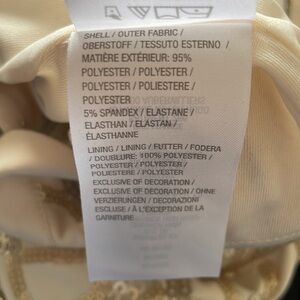 SHELL / OUTER FABRIC /
OBERSTOFF / TESSUTO ESTERNO /
MATIÈRE EXTÉRIEUR: 95%
POLYESTER / POLYESTER /
POLYESTER / POLIESTERE /
POLYESTER
5% SPANDEX / ELASTANE /
ELASTHAN / ELASTAN /
ÉLASTHANNE
LINING / LINING / FUTTER / FODERA
/ DOUBLURE: 100% POLYESTER /
POLYESTER / POLYESTER /
POLIESTERE / POLYESTER
EXCLUSIVE OF DECORATION /
EXCLUSIVE OF DECORATION / OHNE
VERZIERUNGEN / DECORAZIONI
ESCLUSE / À L'EXCEPTION DE LA
GARNITURE